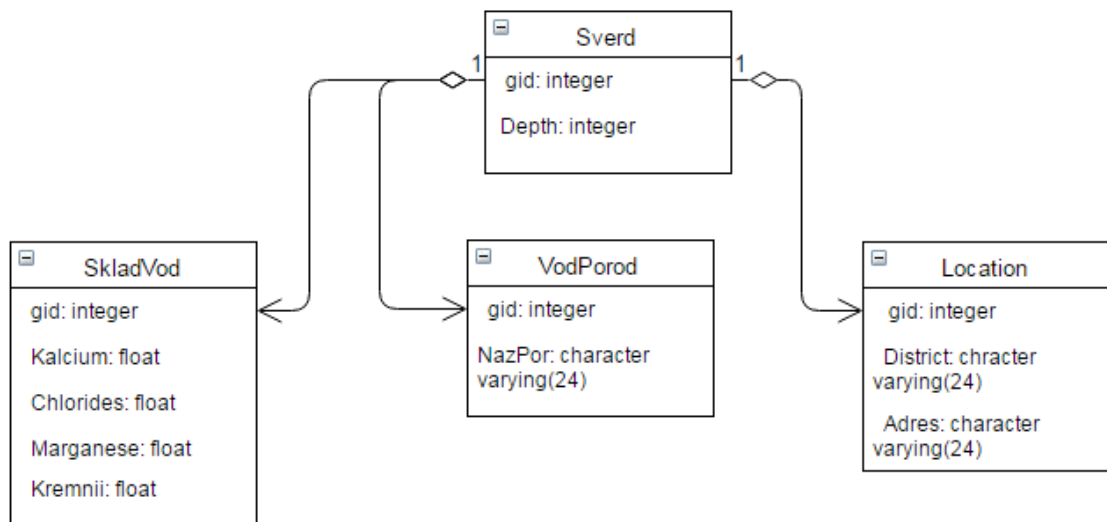 Sverd
1
1
gid: integer
Depth: integer
SkladVod
gid: integer
Kalcium: float
Chlorides: float
Marganese: float
Kremnii: float
VodPorod
gid: integer
NazPor: character
varying(24)
Location
gid: integer
District: chracter
varying(24)
Adres: character
varying(24)